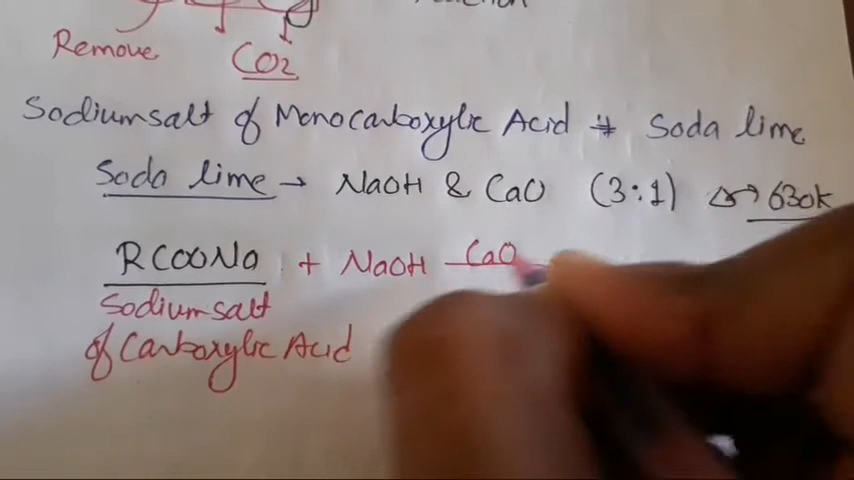 Reaction
Remove
CO2
Sodiumsalt of Monocarboxylic Acid + Soda lime
Soda lime → NaOH & CaO (3:1) Δ→ 630K
RCOONa + NaOH CaO
Sodiumsalt
of Carboxylic Acid